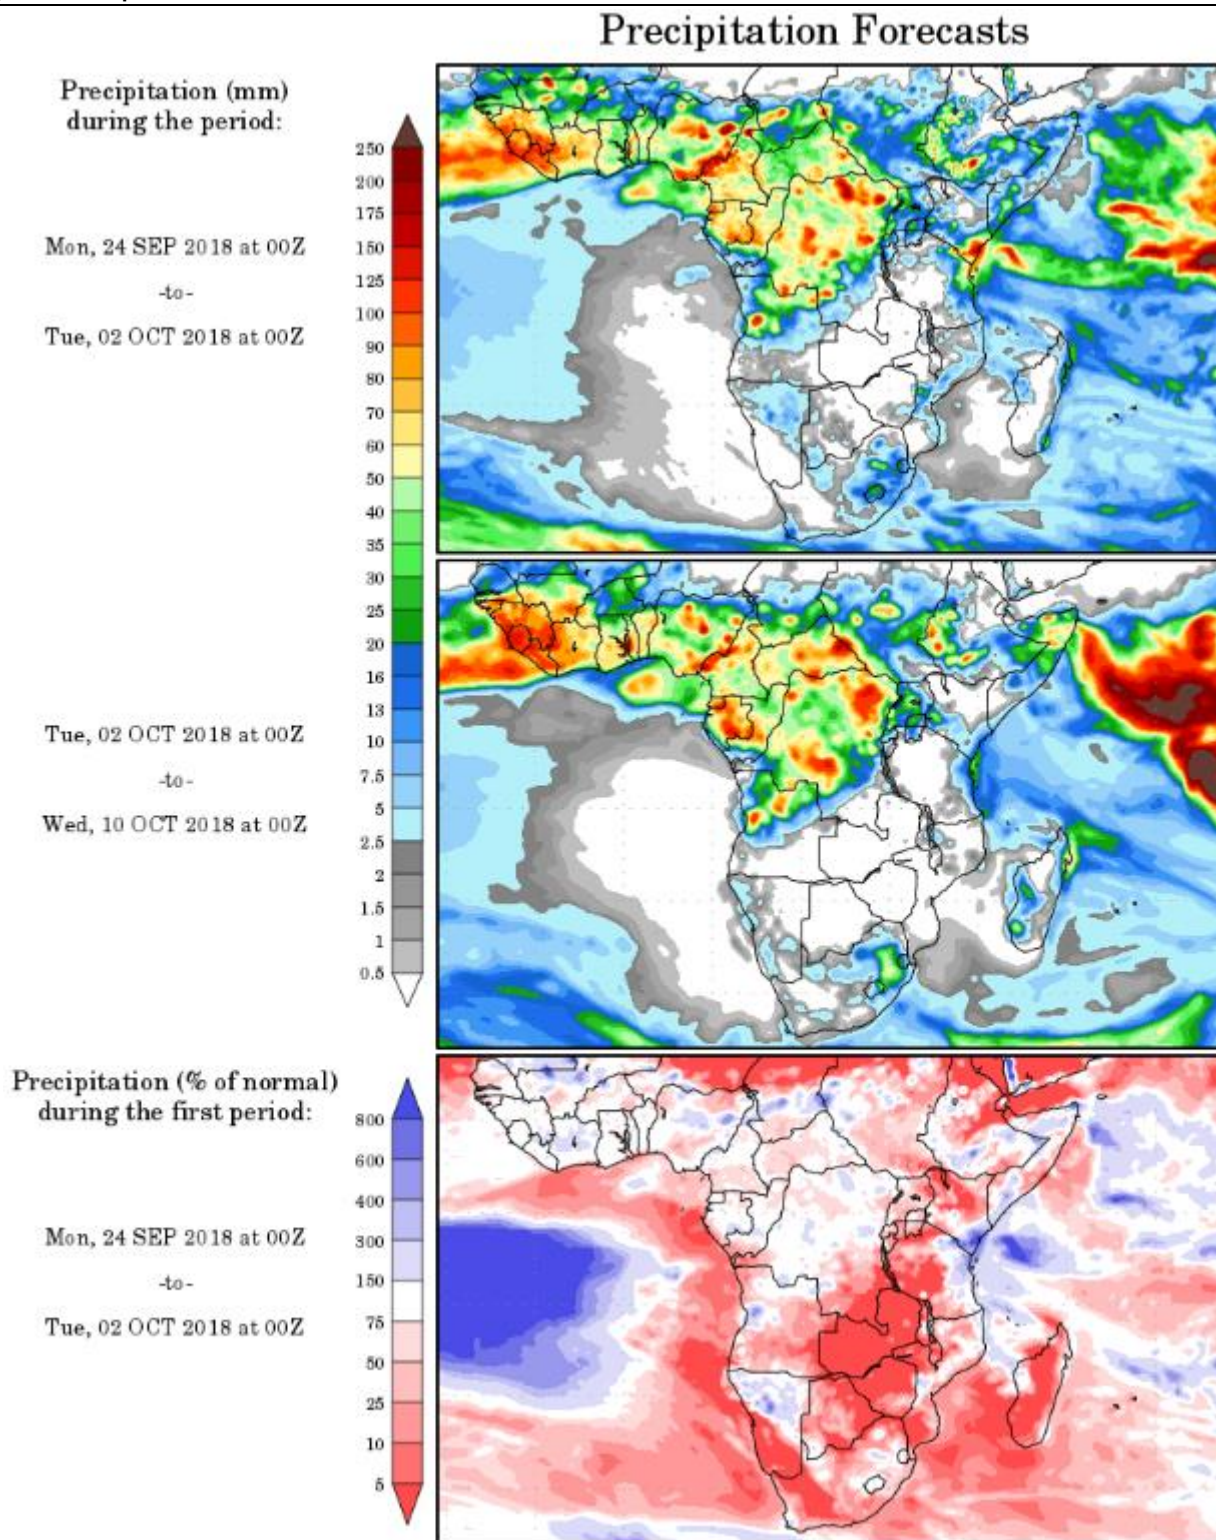 Precipitation Forecasts
Precipitation (mm)
during the period:
Mon, 24 SEP 2018 at 00Z
-to-
Tue, 02 OCT 2018 at 00Z
250
200
175
150
125
100
90
80
70
60
50
40
35
30
25
20
16
13
10
7.5
5
2.5
2
1.5
1
0.5
Tue, 02 OCT 2018 at 00Z
-to-
Wed, 10 OCT 2018 at 00Z
Precipitation (% of normal)
during the first period:
Mon, 24 SEP 2018 at 00Z
-to-
Tue, 02 OCT 2018 at 00Z
800
600
400
300
150
75
50
25
10
5